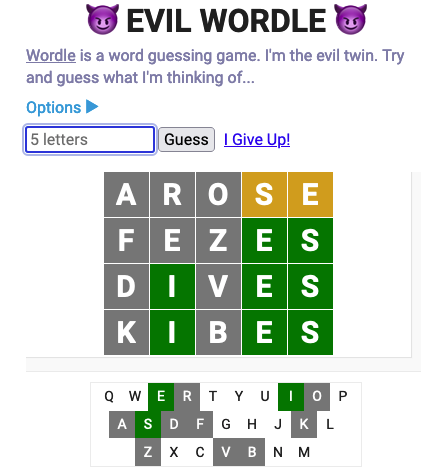 😈 EVIL WORDLE 😈
Wordle is a word guessing game. I'm the evil twin. Try
and guess what I'm thinking of...
Options ▶
5 letters Guess I Give Up!
A R O S E
F E Z E S
D I V E S
K I B E S
Q W E R T Y U I O P
A S D F G H J K L
Z X C V B N M